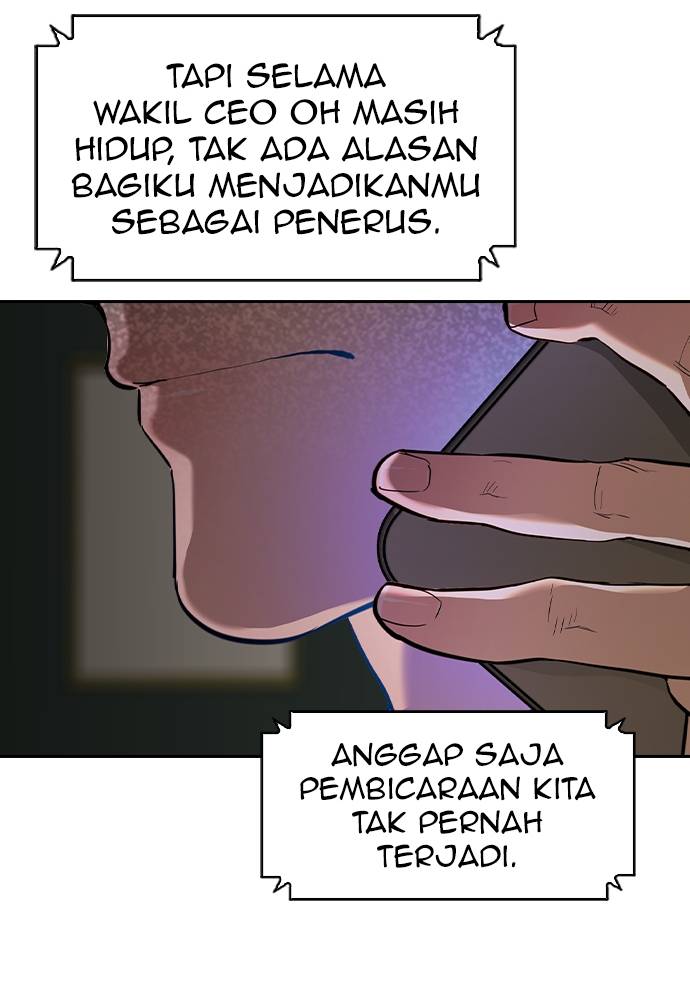 TAPI SELAMA
WAKIL CEO OH MASIH
HIDUP, TAK ADA ALASAN
BAGIKU MENJADIKANMU
SEBAGAI PENERUS.
ANGGAP SAJA
PEMBICARAAN KITA
TAK PERNAH
TERJADI.